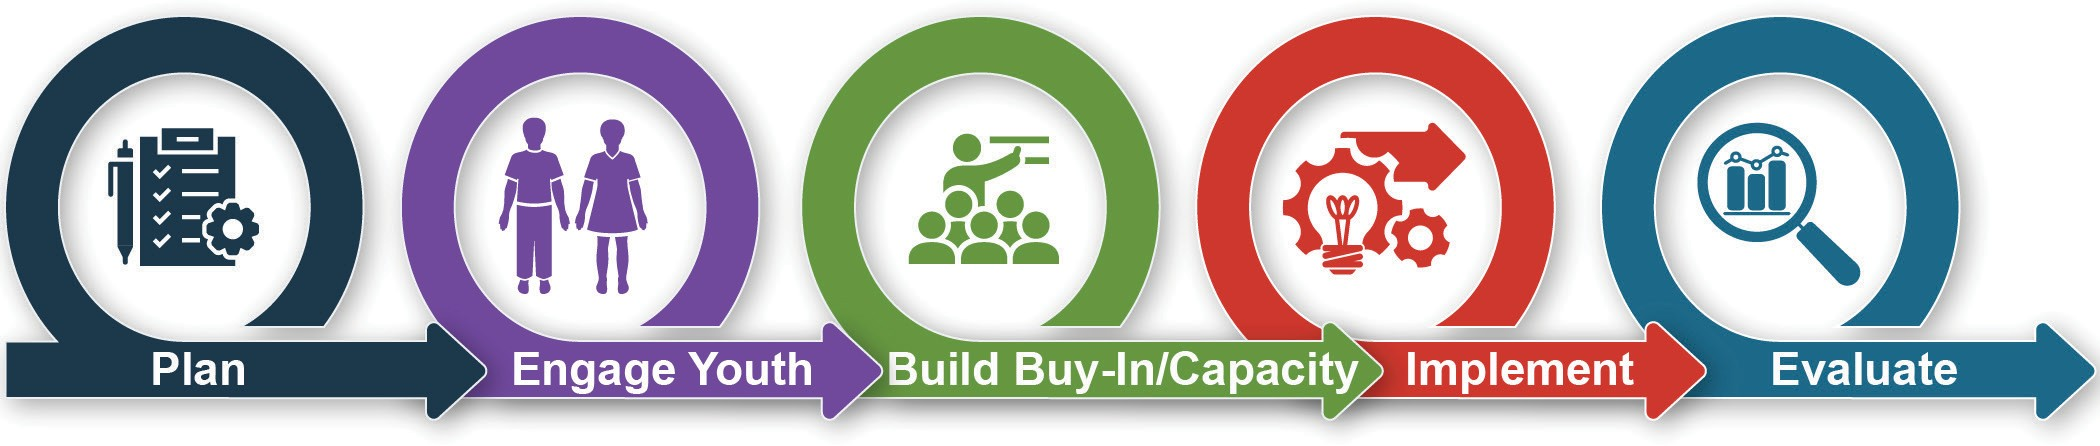 Plan
Engage Youth
Build Buy-In/Capacity
Implement
Evaluate